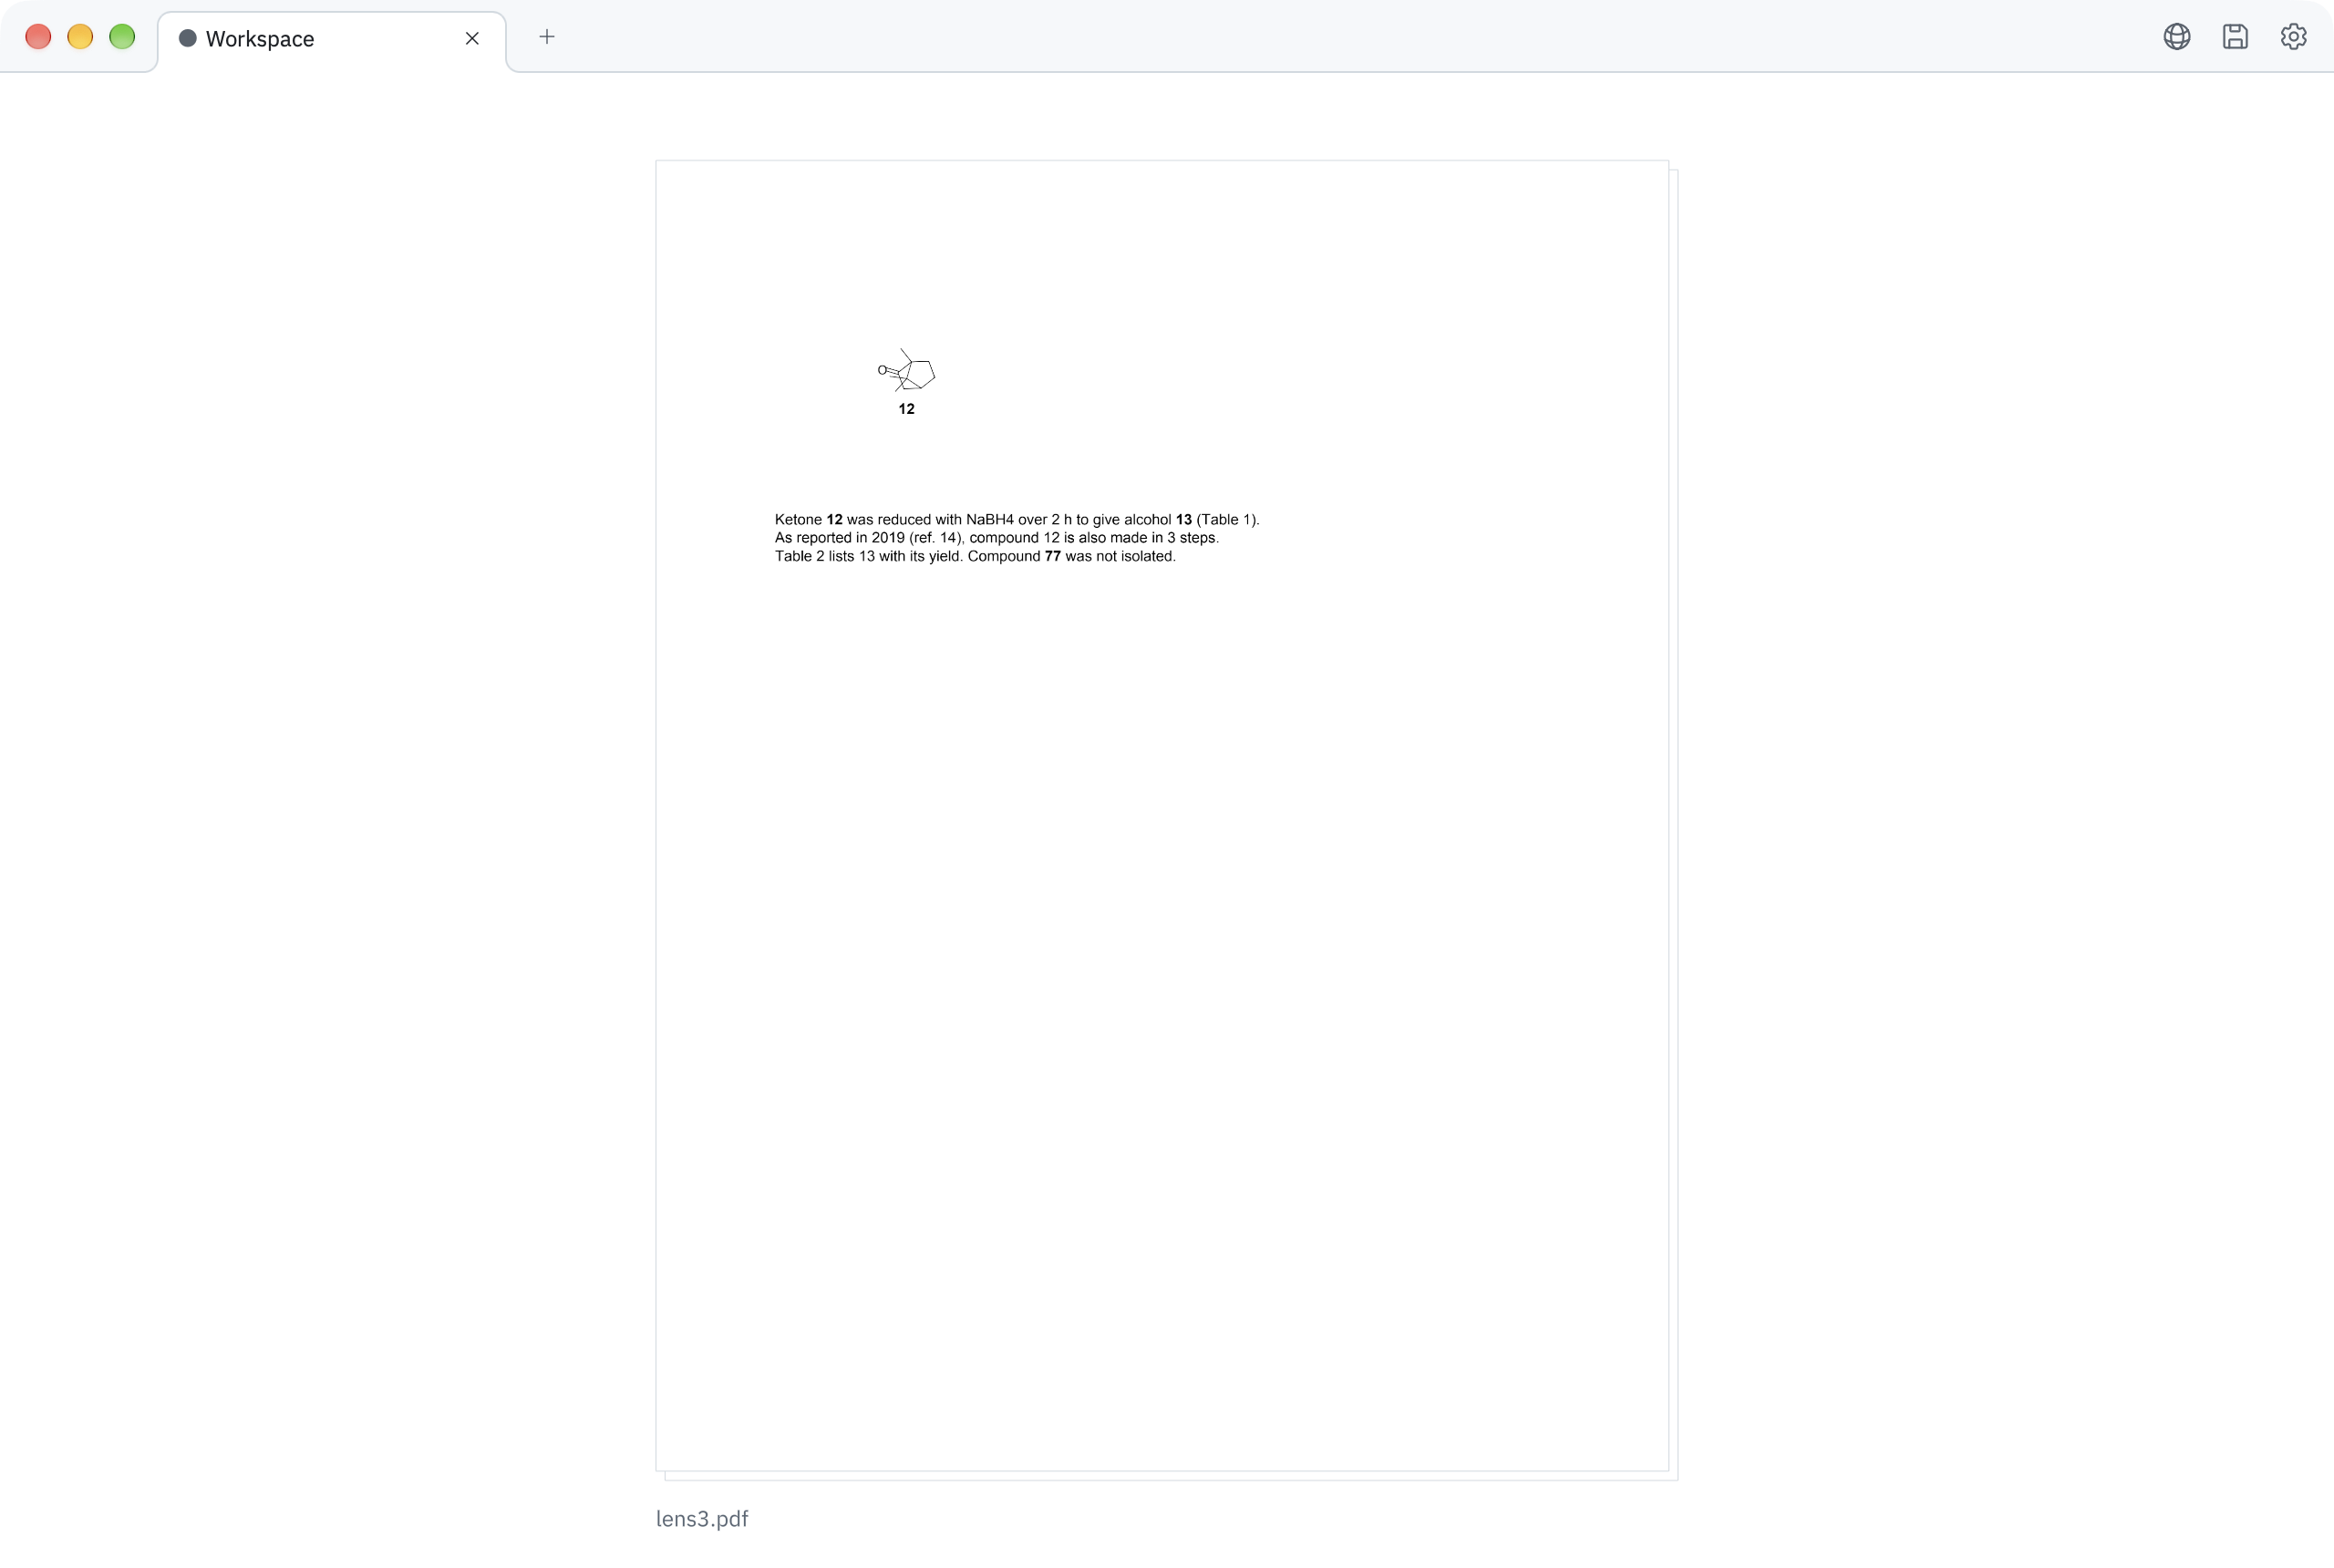 Workspace
O
12
Ketone 12 was reduced with NaBH4 over 2 h to give alcohol 13 (Table 1).
As reported in 2019 (ref. 14), compound 12 is also made in 3 steps.
Table 2 lists 13 with its yield. Compound 77 was not isolated.
lens3.pdf